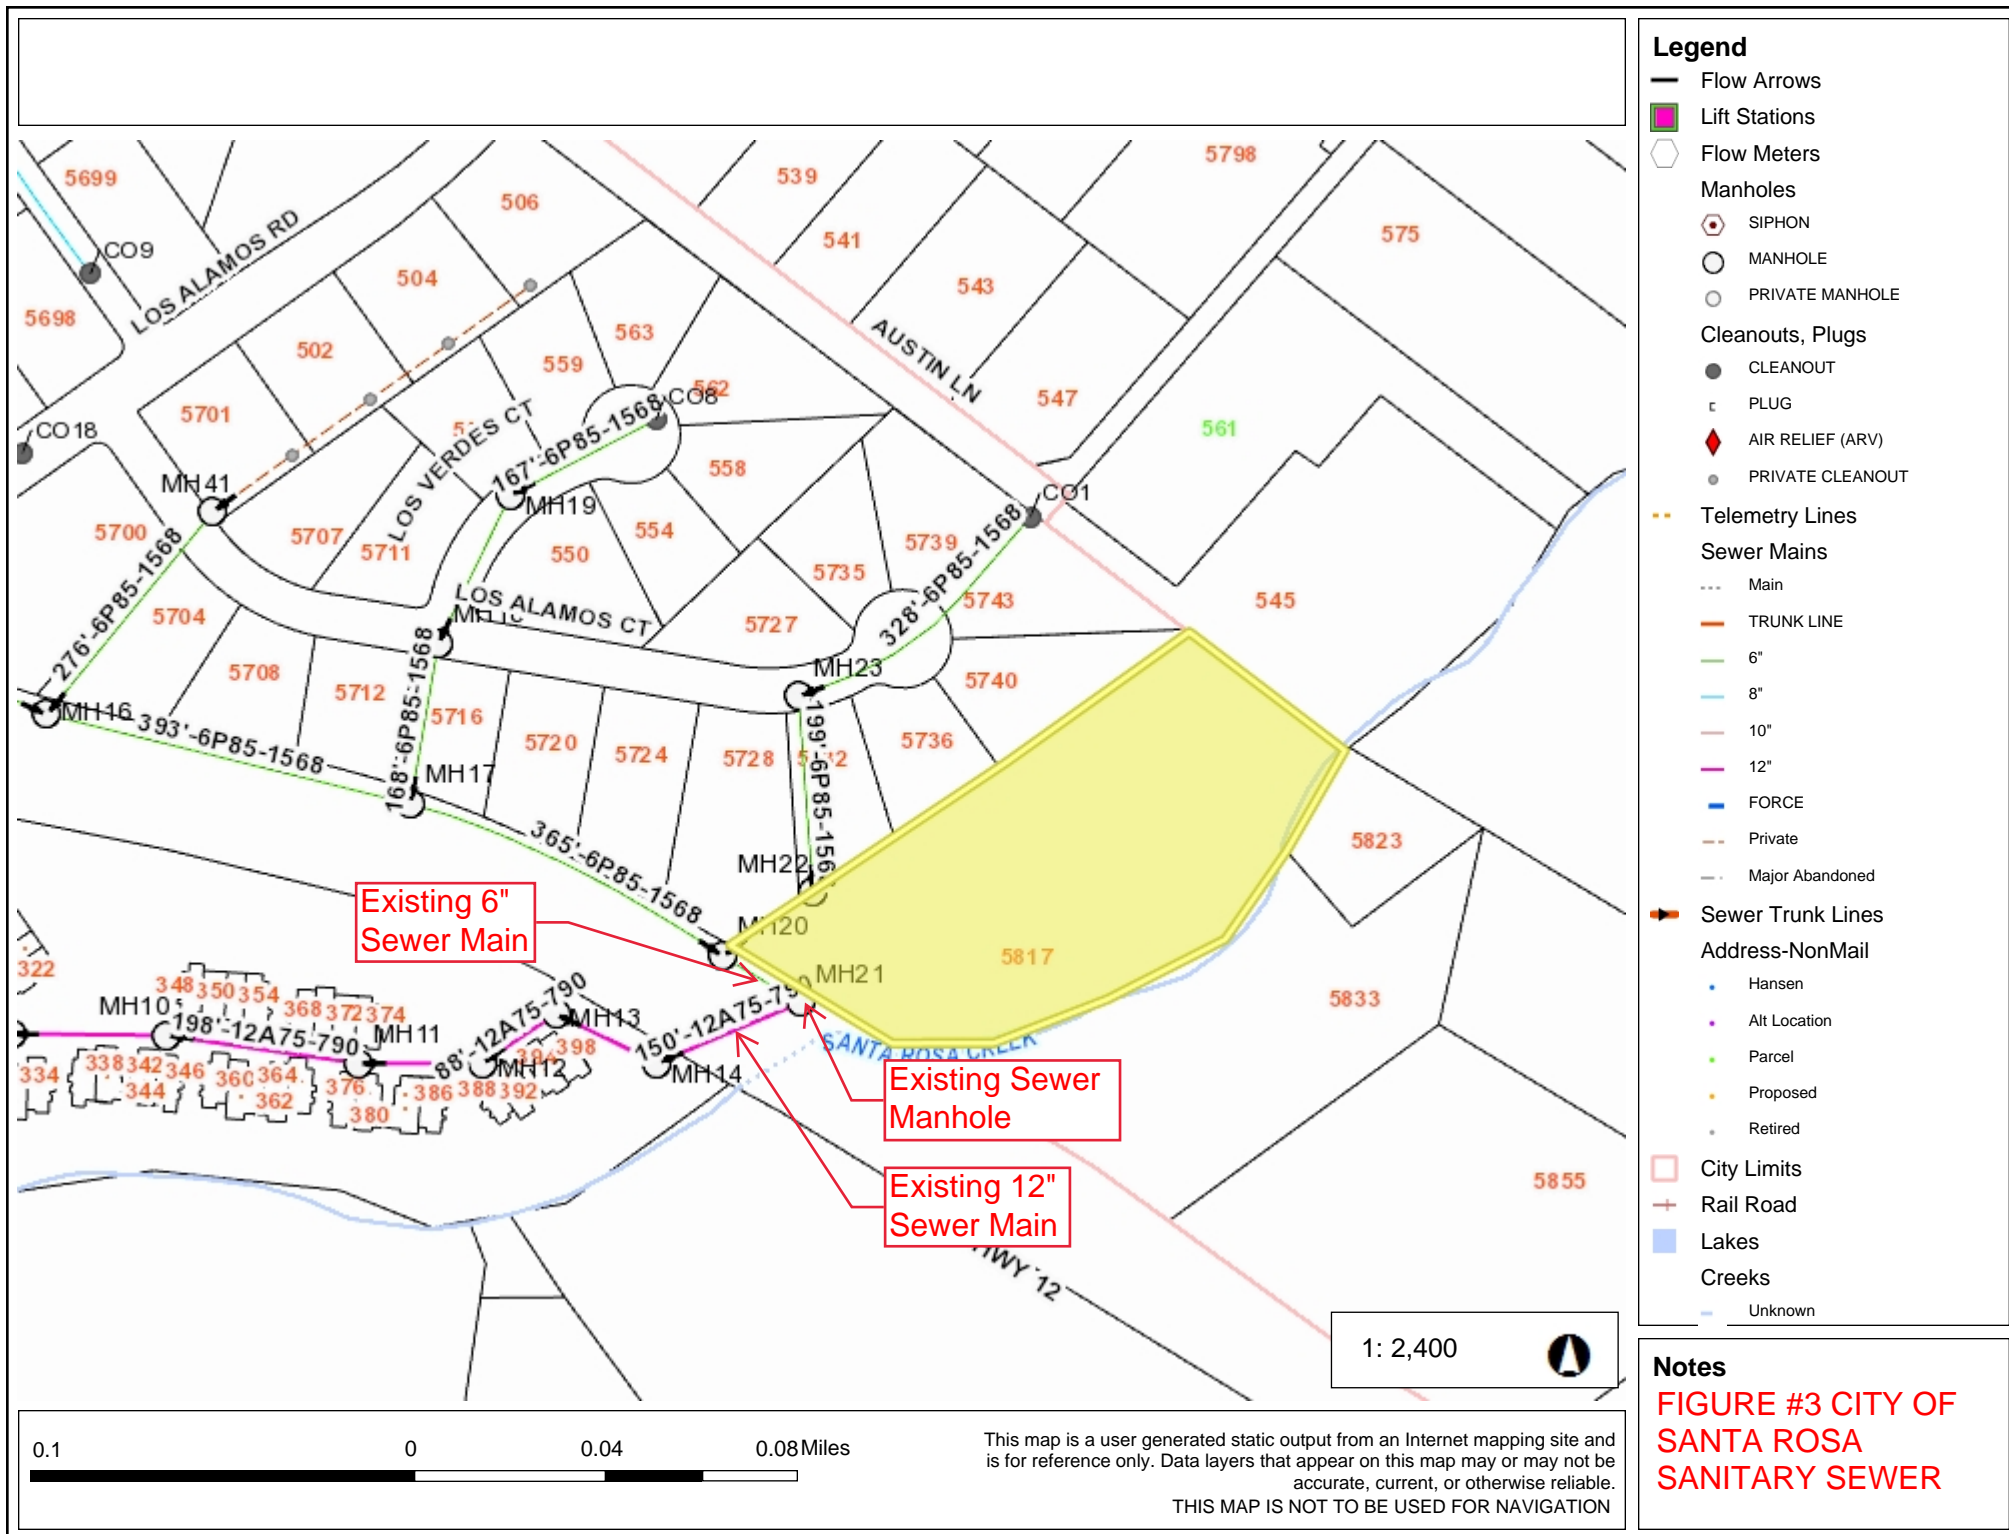 5699
CO9
LOS ALAMOS RD
5698
506
504
502
5701
CO18
MH41
539
541
543
547
5798
575
561
545
AUSTIN LN
563
559
562
CO8
LOS VERDES CT
167'-6P85-1568
MH19
558
554
550
5700
5707
5711
276'-6P85-1568
5704
5708
5712
5716
LOS ALAMOS CT
5739
5735
5743
5727
CO1
328'-6P85-1568
MH23
5740
5736
MH16
393'-6P85-1568
168'-6P85-1568
MH17
5720
5724
5728
199'-6P85-156
MH22
365'-6P85-1568
MH20
MH21
5817
5823
5833
5855
Existing 6"
Sewer Main
322
348
350
354
368
372
374
MH10
198'-12A75-790
MH11
88'-12A75-790
MH13
MH12
394
398
150'-12A75-790
MH14
334
338
342
344
346
360
364
362
376
380
386
388
392
SANTA ROSA CREEK
Existing Sewer
Manhole
Existing 12"
Sewer Main
HWY 12
1: 2,400
0.1
0
0.04
0.08 Miles
This map is a user generated static output from an Internet mapping site and
is for reference only. Data layers that appear on this map may or may not be
accurate, current, or otherwise reliable.
THIS MAP IS NOT TO BE USED FOR NAVIGATION
Legend
Flow Arrows
Lift Stations
Flow Meters
Manholes
SIPHON
MANHOLE
PRIVATE MANHOLE
Cleanouts, Plugs
CLEANOUT
PLUG
AIR RELIEF (ARV)
PRIVATE CLEANOUT
Telemetry Lines
Sewer Mains
Main
TRUNK LINE
6"
8"
10"
12"
FORCE
Private
Major Abandoned
Sewer Trunk Lines
Address-NonMail
Hansen
Alt Location
Parcel
Proposed
Retired
City Limits
Rail Road
Lakes
Creeks
Unknown
Notes
FIGURE #3 CITY OF
SANTA ROSA
SANITARY SEWER